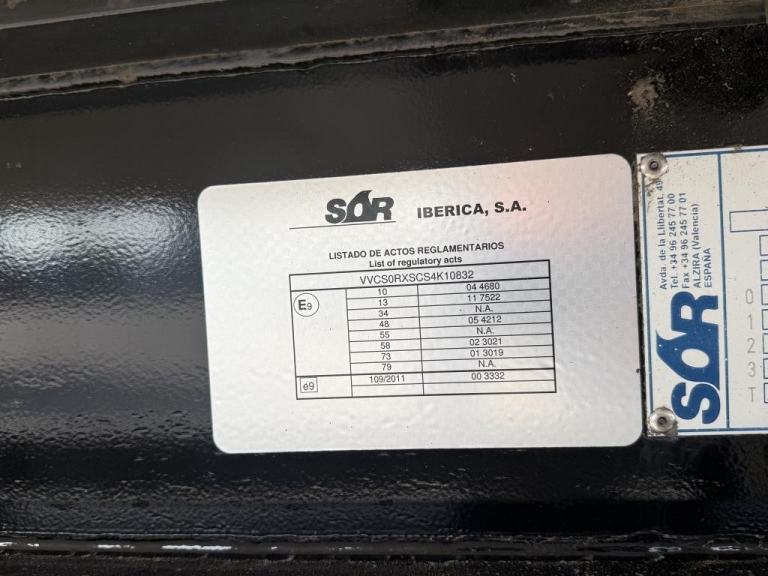 SOR IBERICA, S.A.
LISTADO DE ACTOS REGLAMENTARIOS
List of regulatory acts
VVCS0RXSCS4K10832
E9
10 04 4680
13 11 7522
34 N.A.
48 05 4212
55 N.A.
58 02 3021
73 01 3019
79 N.A.
e9 109/2011 00 3332
SOR
Avda. de la Llibertat, 49
Tel. +34 96 245 77 00
Fax +34 96 245 77 01
ALZIRA (Valencia)
ESPAÑA
0
1
2
3
T